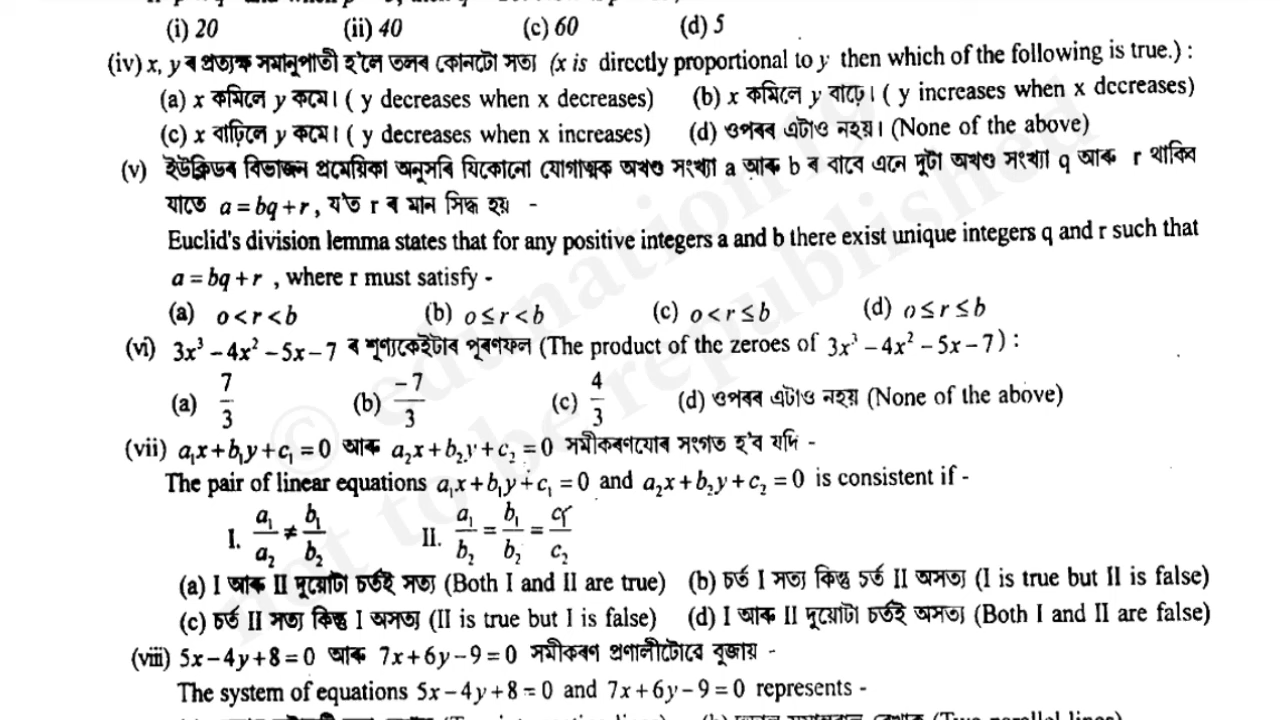 (i) 20 (ii) 40 (c) 60 (d) 5
(iv) x, y ৰ প্ৰত্যক্ষ সমানুপাতী হ'লে তলৰ কোনটো সত্য (x is directly proportional to y then which of the following is true.) :
(a) x কমিলে y কমে। ( y decreases when x decreases) (b) x কমিলে y বাঢ়ে। ( y increases when x decreases)
(c) x বাঢ়িলে y কমে। ( y decreases when x increases) (d) ওপৰৰ এটাও নহয়। (None of the above)
(v) ইউক্লিডৰ বিভাজন প্ৰমেয়িকা অনুসৰি যিকোনো যোগাত্মক অখণ্ড সংখ্যা a আৰু b ৰ বাবে এনে দুটা অখণ্ড সংখ্যা q আৰু r থাকিব
যাতে a = bq + r , য'ত r ৰ মান সিদ্ধ হয় -
Euclid's division lemma states that for any positive integers a and b there exist unique integers q and r such that
a = bq + r , where r must satisfy -
(a) o < r < b (b) o ≤ r < b (c) o < r ≤ b (d) o ≤ r ≤ b
(vi) 3x³ – 4x² – 5x – 7 ৰ শূন্যকেইটাৰ পূৰণফল (The product of the zeroes of 3x³ – 4x² – 5x – 7) :
(a) 7/3 (b) –7/3 (c) 4/3 (d) ওপৰৰ এটাও নহয় (None of the above)
(vii) a₁x + b₁y + c₁ = 0 আৰু a₂x + b₂y + c₂ = 0 সমীকৰণযোৰ সংগত হ'ব যদি -
The pair of linear equations a₁x + b₁y + c₁ = 0 and a₂x + b₂y + c₂ = 0 is consistent if -
I. a₁/a₂ ≠ b₁/b₂ II. a₁/b₂ = b₁/b₂ = c₁/c₂
(a) I আৰু II দুয়োটা চৰ্তই সত্য (Both I and II are true) (b) চৰ্ত I সত্য কিন্তু চৰ্ত II অসত্য (I is true but II is false)
(c) চৰ্ত II সত্য কিন্তু I অসত্য (II is true but I is false) (d) I আৰু II দুয়োটা চৰ্তই অসত্য (Both I and II are false)
(viii) 5x – 4y + 8 = 0 আৰু 7x + 6y – 9 = 0 সমীকৰণ প্ৰণালীটোৱে বুজায় -
The system of equations 5x – 4y + 8 = 0 and 7x + 6y – 9 = 0 represents -
© edunation19
not to be republished